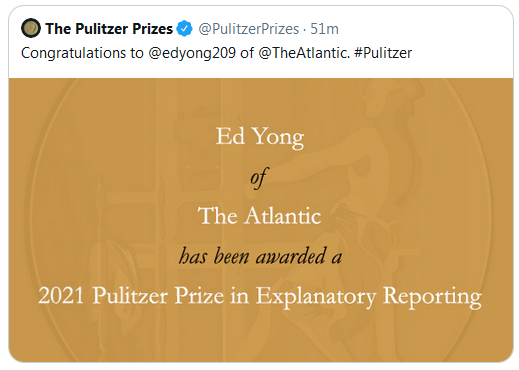 The Pulitzer Prizes @PulitzerPrizes · 51m
Congratulations to @edyong209 of @TheAtlantic. #Pulitzer
Ed Yong
of
The Atlantic
has been awarded a
2021 Pulitzer Prize in Explanatory Reporting